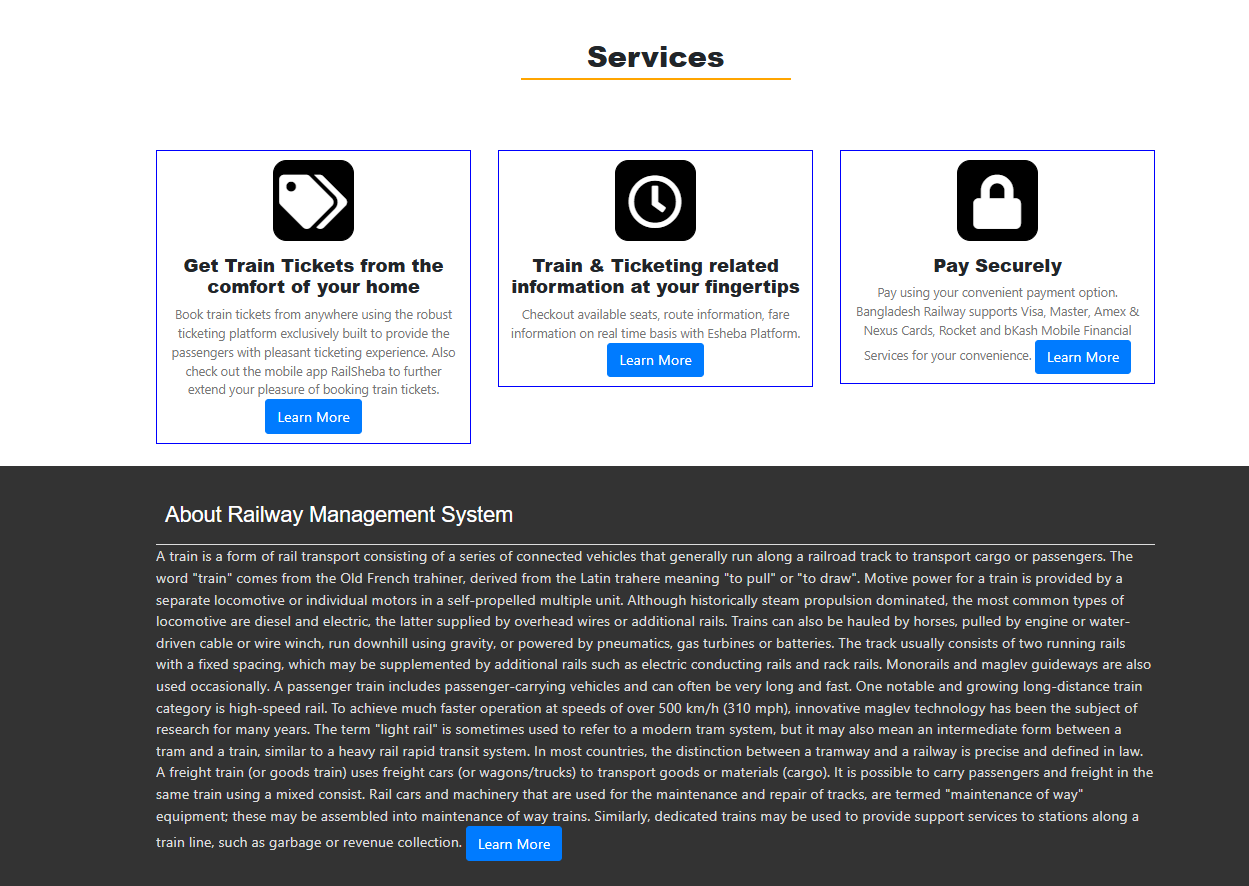 Services
Get Train Tickets from the
comfort of your home
Book train tickets from anywhere using the robust
ticketing platform exclusively built to provide the
passengers with pleasant ticketing experience. Also
check out the mobile app RailSheba to further
extend your pleasure of booking train tickets.
Learn More
Train & Ticketing related
information at your fingertips
Checkout available seats, route information, fare
information on real time basis with Esheba Platform.
Learn More
Pay Securely
Pay using your convenient payment option.
Bangladesh Railway supports Visa, Master, Amex &
Nexus Cards, Rocket and bKash Mobile Financial
Services for your convenience. Learn More
About Railway Management System
A train is a form of rail transport consisting of a series of connected vehicles that generally run along a railroad track to transport cargo or passengers. The
word "train" comes from the Old French trahiner, derived from the Latin trahere meaning "to pull" or "to draw". Motive power for a train is provided by a
separate locomotive or individual motors in a self-propelled multiple unit. Although historically steam propulsion dominated, the most common types of
locomotive are diesel and electric, the latter supplied by overhead wires or additional rails. Trains can also be hauled by horses, pulled by engine or water-
driven cable or wire winch, run downhill using gravity, or powered by pneumatics, gas turbines or batteries. The track usually consists of two running rails
with a fixed spacing, which may be supplemented by additional rails such as electric conducting rails and rack rails. Monorails and maglev guideways are also
used occasionally. A passenger train includes passenger-carrying vehicles and can often be very long and fast. One notable and growing long-distance train
category is high-speed rail. To achieve much faster operation at speeds of over 500 km/h (310 mph), innovative maglev technology has been the subject of
research for many years. The term "light rail" is sometimes used to refer to a modern tram system, but it may also mean an intermediate form between a
tram and a train, similar to a heavy rail rapid transit system. In most countries, the distinction between a tramway and a railway is precise and defined in law.
A freight train (or goods train) uses freight cars (or wagons/trucks) to transport goods or materials (cargo). It is possible to carry passengers and freight in the
same train using a mixed consist. Rail cars and machinery that are used for the maintenance and repair of tracks, are termed "maintenance of way"
equipment; these may be assembled into maintenance of way trains. Similarly, dedicated trains may be used to provide support services to stations along a
train line, such as garbage or revenue collection. Learn More